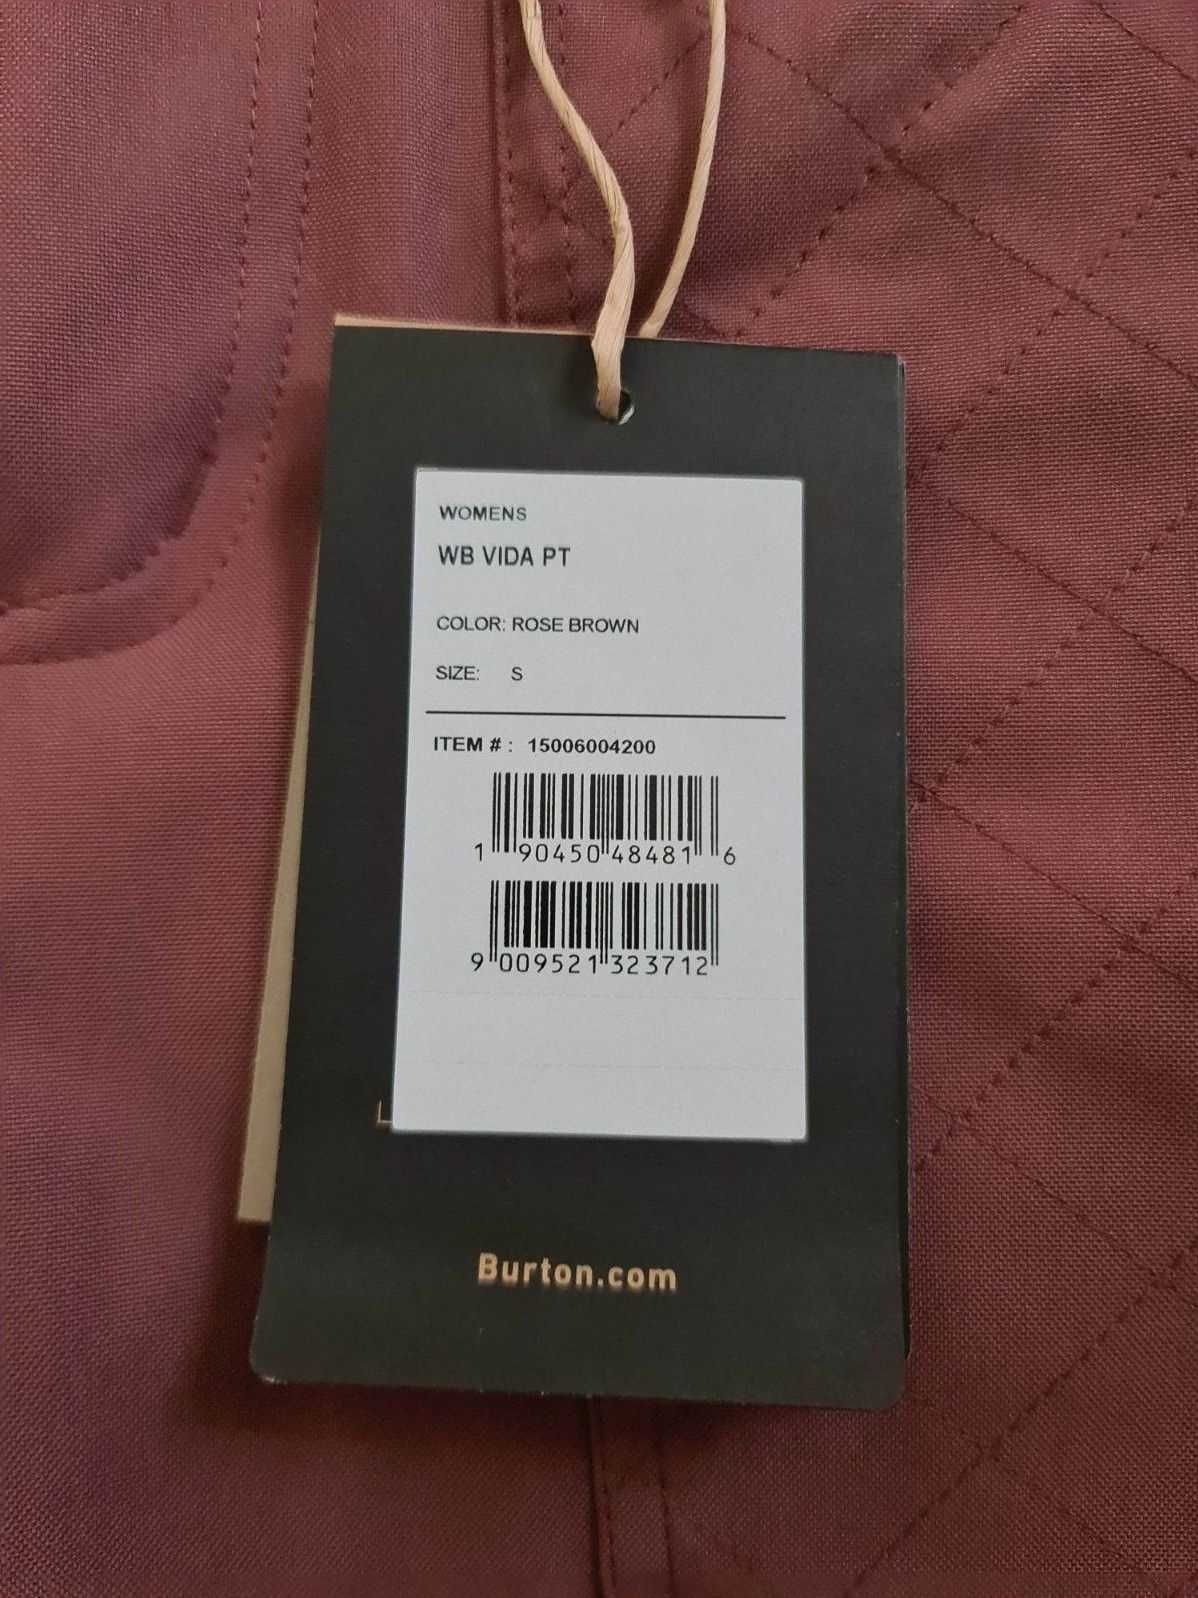 WOMENS
WB VIDA PT
COLOR: ROSE BROWN
SIZE: S
ITEM # : 15006004200
1 90450 48481 6
9 009521 323712
Burton.com